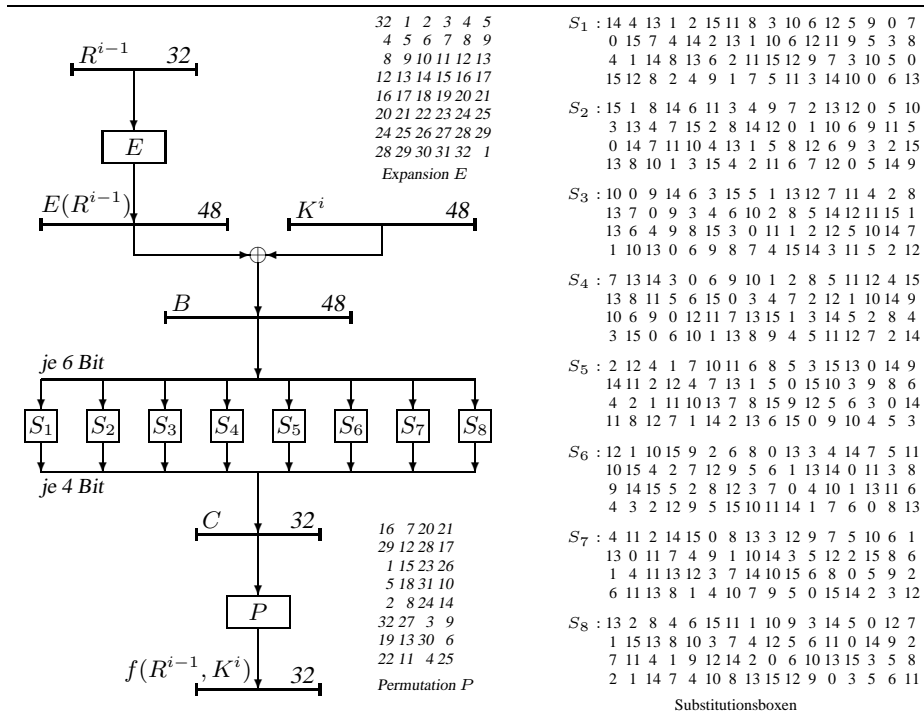 R^{i−1} 32
E
E(R^{i−1}) 48
K^i 48
⊕
B 48
je 6 Bit
S_1 S_2 S_3 S_4 S_5 S_6 S_7 S_8
je 4 Bit
C 32
P
f(R^{i−1}, K^i) 32
32 1 2 3 4 5
4 5 6 7 8 9
8 9 10 11 12 13
12 13 14 15 16 17
16 17 18 19 20 21
20 21 22 23 24 25
24 25 26 27 28 29
28 29 30 31 32 1
Expansion E
16 7 20 21
29 12 28 17
1 15 23 26
5 18 31 10
2 8 24 14
32 27 3 9
19 13 30 6
22 11 4 25
Permutation P
S_1 : 14 4 13 1 2 15 11 8 3 10 6 12 5 9 0 7
0 15 7 4 14 2 13 1 10 6 12 11 9 5 3 8
4 1 14 8 13 6 2 11 15 12 9 7 3 10 5 0
15 12 8 2 4 9 1 7 5 11 3 14 10 0 6 13
S_2 : 15 1 8 14 6 11 3 4 9 7 2 13 12 0 5 10
3 13 4 7 15 2 8 14 12 0 1 10 6 9 11 5
0 14 7 11 10 4 13 1 5 8 12 6 9 3 2 15
13 8 10 1 3 15 4 2 11 6 7 12 0 5 14 9
S_3 : 10 0 9 14 6 3 15 5 1 13 12 7 11 4 2 8
13 7 0 9 3 4 6 10 2 8 5 14 12 11 15 1
13 6 4 9 8 15 3 0 11 1 2 12 5 10 14 7
1 10 13 0 6 9 8 7 4 15 14 3 11 5 2 12
S_4 : 7 13 14 3 0 6 9 10 1 2 8 5 11 12 4 15
13 8 11 5 6 15 0 3 4 7 2 12 1 10 14 9
10 6 9 0 12 11 7 13 15 1 3 14 5 2 8 4
3 15 0 6 10 1 13 8 9 4 5 11 12 7 2 14
S_5 : 2 12 4 1 7 10 11 6 8 5 3 15 13 0 14 9
14 11 2 12 4 7 13 1 5 0 15 10 3 9 8 6
4 2 1 11 10 13 7 8 15 9 12 5 6 3 0 14
11 8 12 7 1 14 2 13 6 15 0 9 10 4 5 3
S_6 : 12 1 10 15 9 2 6 8 0 13 3 4 14 7 5 11
10 15 4 2 7 12 9 5 6 1 13 14 0 11 3 8
9 14 15 5 2 8 12 3 7 0 4 10 1 13 11 6
4 3 2 12 9 5 15 10 11 14 1 7 6 0 8 13
S_7 : 4 11 2 14 15 0 8 13 3 12 9 7 5 10 6 1
13 0 11 7 4 9 1 10 14 3 5 12 2 15 8 6
1 4 11 13 12 3 7 14 10 15 6 8 0 5 9 2
6 11 13 8 1 4 10 7 9 5 0 15 14 2 3 12
S_8 : 13 2 8 4 6 15 11 1 10 9 3 14 5 0 12 7
1 15 13 8 10 3 7 4 12 5 6 11 0 14 9 2
7 11 4 1 9 12 14 2 0 6 10 13 15 3 5 8
2 1 14 7 4 10 8 13 15 12 9 0 3 5 6 11
Substitutionsboxen